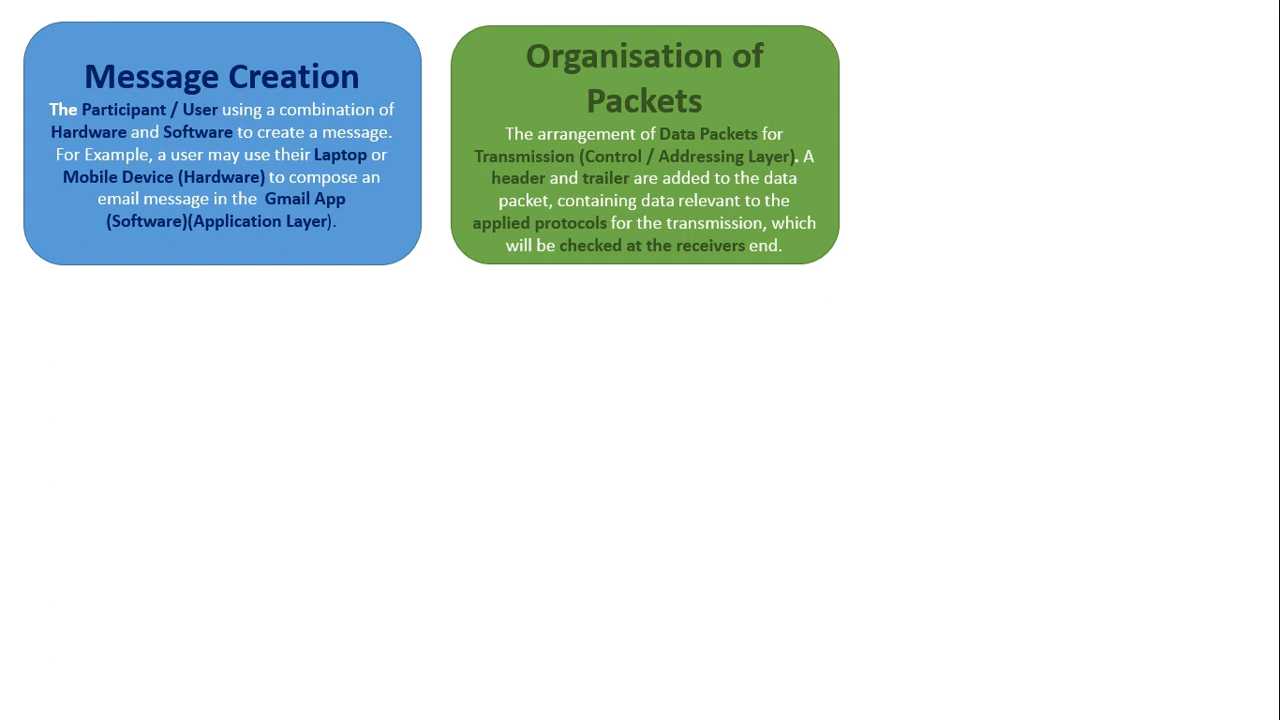 Message Creation
The Participant / User using a combination of
Hardware and Software to create a message.
For Example, a user may use their Laptop or
Mobile Device (Hardware) to compose an
email message in the Gmail App
(Software)(Application Layer).
Organisation of
Packets
The arrangement of Data Packets for
Transmission (Control / Addressing Layer). A
header and trailer are added to the data
packet, containing data relevant to the
applied protocols for the transmission, which
will be checked at the receivers end.